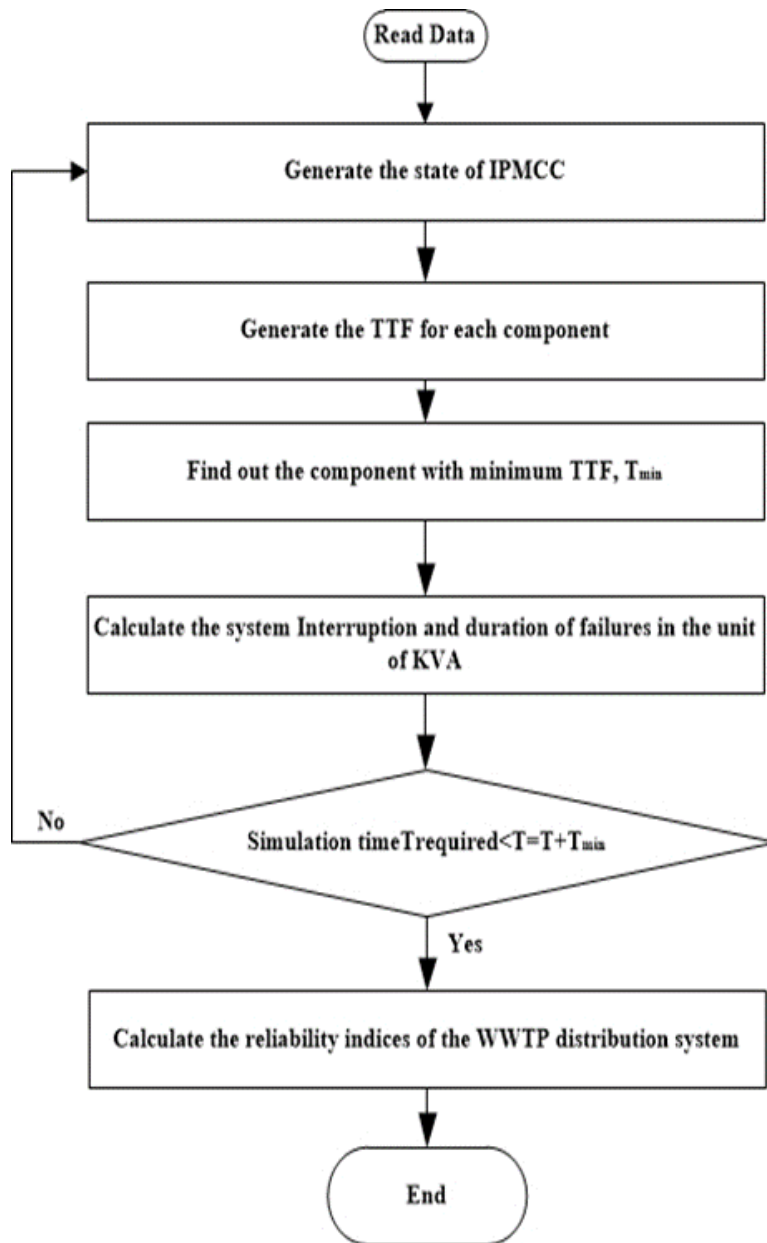 Read Data
Generate the state of IPMCC
Generate the TTF for each component
Find out the component with minimum TTF, Tmin
Calculate the system Interruption and duration of failures in the unit
of KVA
No
Simulation timeTrequired<T=T+Tmin
Yes
Calculate the reliability indices of the WWTP distribution system
End